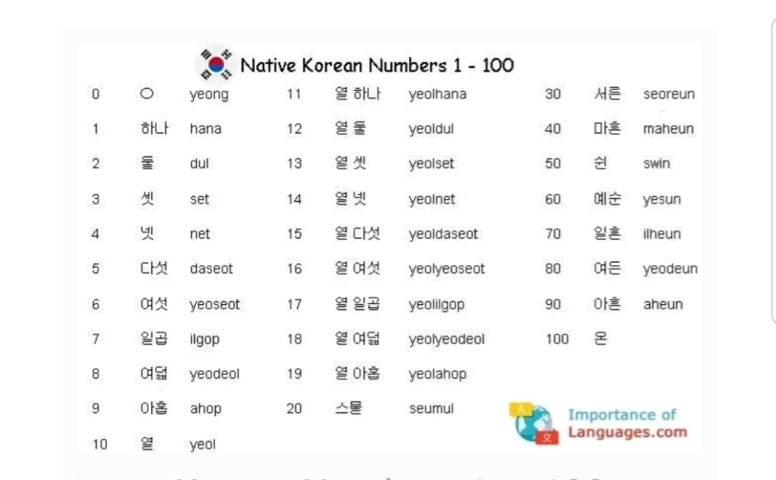 Native Korean Numbers 1 - 100
0 ㅇ yeong 11 열 하나 yeolhana 30 서른 seoreun
1 하나 hana 12 열 둘 yeoldul 40 마흔 maheun
2 둘 dul 13 열 셋 yeolset 50 쉰 swin
3 셋 set 14 열 넷 yeolnet 60 예순 yesun
4 넷 net 15 열 다섯 yeoldaseot 70 일흔 ilheun
5 다섯 daseot 16 열 여섯 yeolyeoseot 80 여든 yeodeun
6 여섯 yeoseot 17 열 일곱 yeolilgop 90 아흔 aheun
7 일곱 ilgop 18 열 여덟 yeolyeodeol 100 온
8 여덟 yeodeol 19 열 아홉 yeolahop
9 아홉 ahop 20 스물 seumul
10 열 yeol
A 文
Importance of
Languages.com